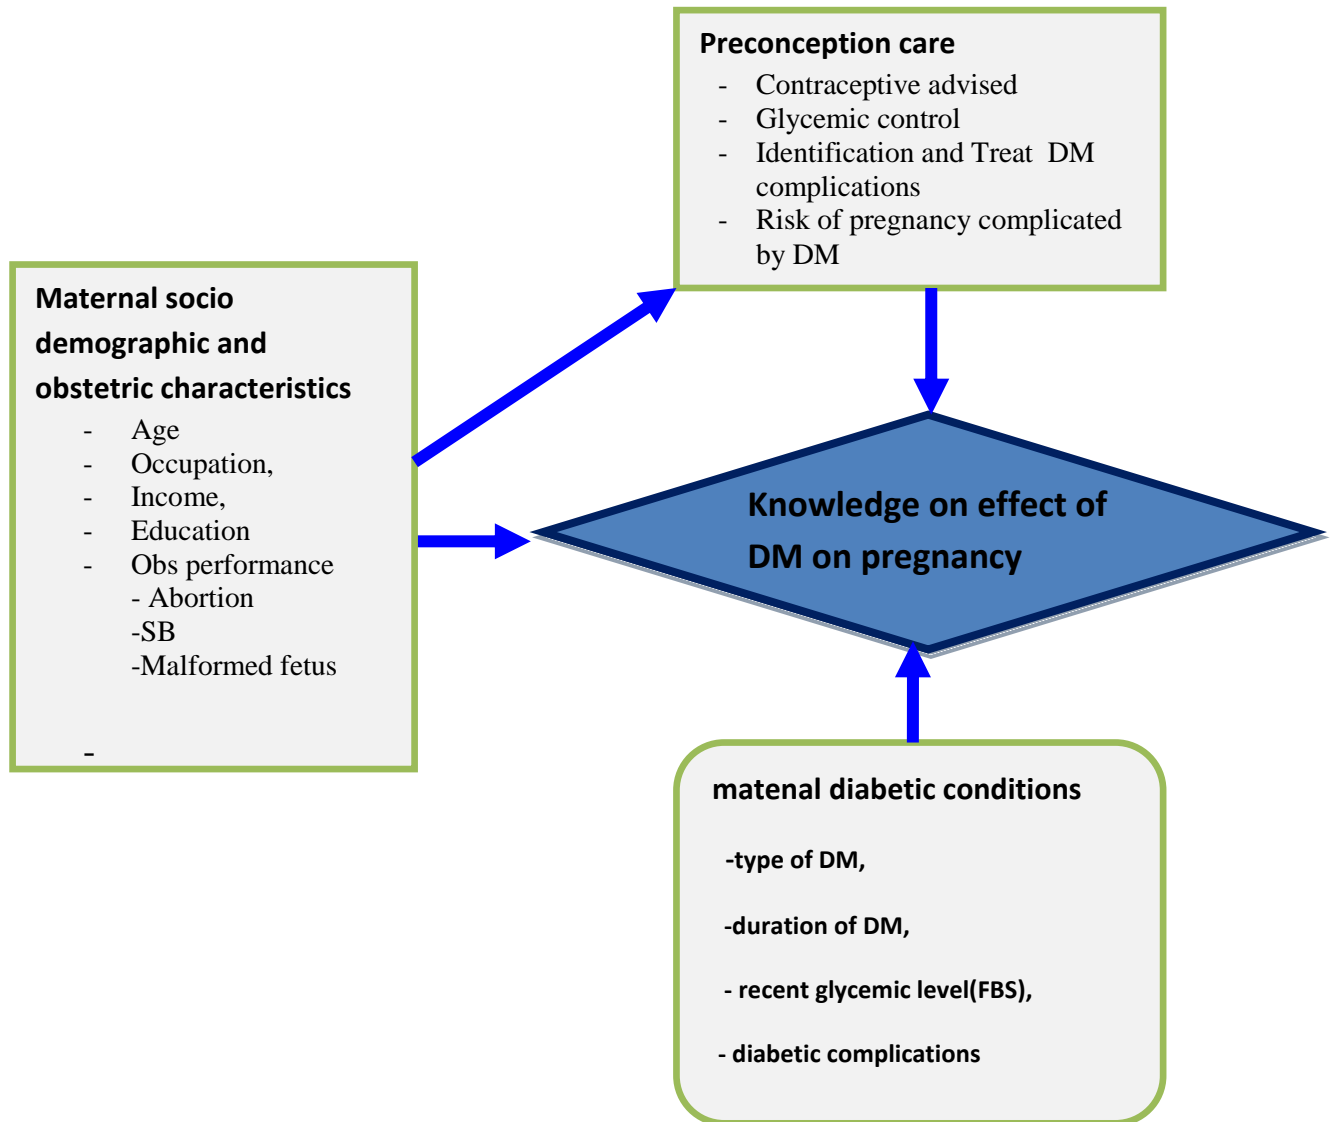 Preconception care
- Contraceptive advised
- Glycemic control
- Identification and Treat DM
complications
- Risk of pregnancy complicated
by DM
Maternal socio
demographic and
obstetric characteristics
- Age
- Occupation,
- Income,
- Education
- Obs performance
- Abortion
-SB
-Malformed fetus
-
Knowledge on effect of
DM on pregnancy
matenal diabetic conditions
-type of DM,
-duration of DM,
- recent glycemic level(FBS),
- diabetic complications